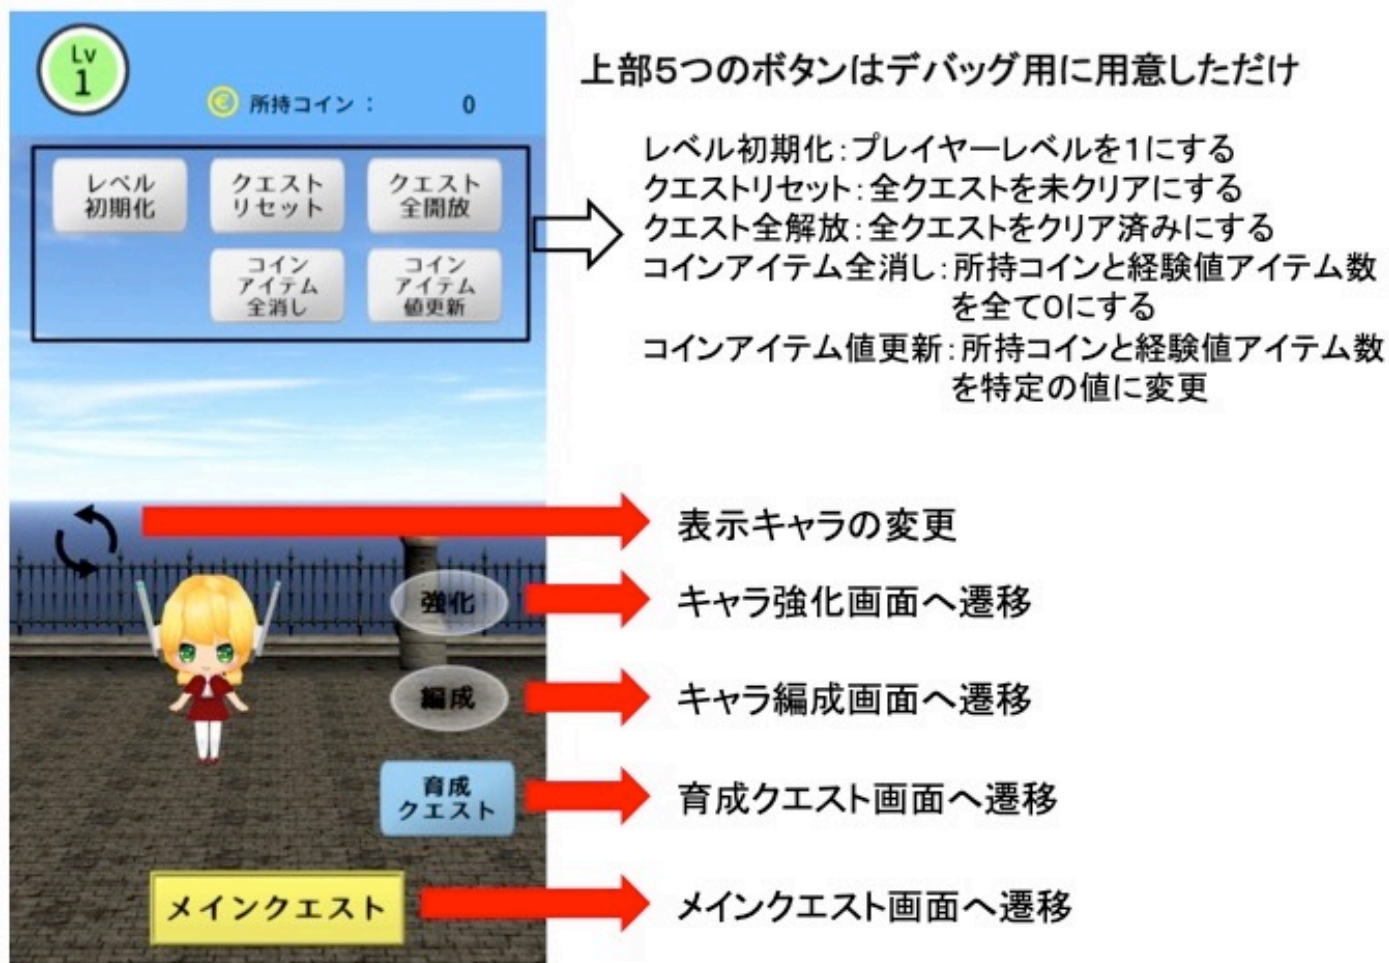 Lv
1
所持コイン： 0
レベル
初期化
クエスト
リセット
クエスト
全開放
コイン
アイテム
全消し
コイン
アイテム
値更新
強化
編成
育成
クエスト
メインクエスト
上部５つのボタンはデバッグ用に用意しただけ
レベル初期化：プレイヤーレベルを１にする
クエストリセット：全クエストを未クリアにする
クエスト全解放：全クエストをクリア済みにする
コインアイテム全消し：所持コインと経験値アイテム数
を全て０にする
コインアイテム値更新：所持コインと経験値アイテム数
を特定の値に変更
表示キャラの変更
キャラ強化画面へ遷移
キャラ編成画面へ遷移
育成クエスト画面へ遷移
メインクエスト画面へ遷移